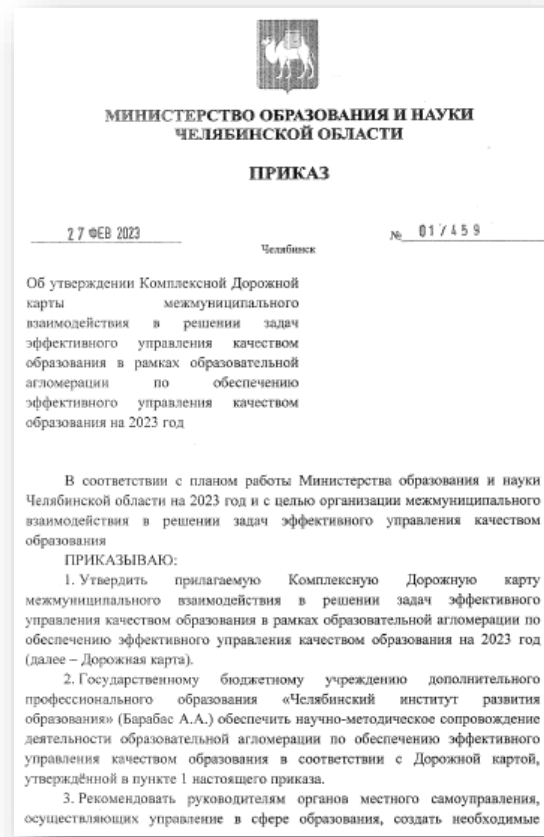 МИНИСТЕРСТВО ОБРАЗОВАНИЯ И НАУКИ
ЧЕЛЯБИНСКОЙ ОБЛАСТИ
ПРИКАЗ
27 ФЕВ 2023
№ 01/459
Челябинск
Об утверждении Комплексной Дорожной
карты межмуниципального
взаимодействия в решении задач
эффективного управления качеством
образования в рамках образовательной
агломерации по обеспечению
эффективного управления качеством
образования на 2023 год
В соответствии с планом работы Министерства образования и науки
Челябинской области на 2023 год и с целью организации межмуниципального
взаимодействия в решении задач эффективного управления качеством
образования
ПРИКАЗЫВАЮ:
1. Утвердить прилагаемую Комплексную Дорожную карту
межмуниципального взаимодействия в решении задач эффективного
управления качеством образования в рамках образовательной агломерации по
обеспечению эффективного управления качеством образования на 2023 год
(далее – Дорожная карта).
2. Государственному бюджетному учреждению дополнительного
профессионального образования «Челябинский институт развития
образования» (Барабас А.А.) обеспечить научно-методическое сопровождение
деятельности образовательной агломерации по обеспечению эффективного
управления качеством образования в соответствии с Дорожной картой,
утверждённой в пункте 1 настоящего приказа.
3. Рекомендовать руководителям органов местного самоуправления,
осуществляющих управление в сфере образования, создать необходимые